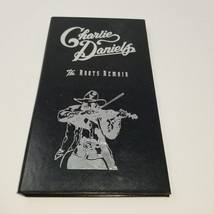 Charlie
Daniels
The ROOTS REMAIN